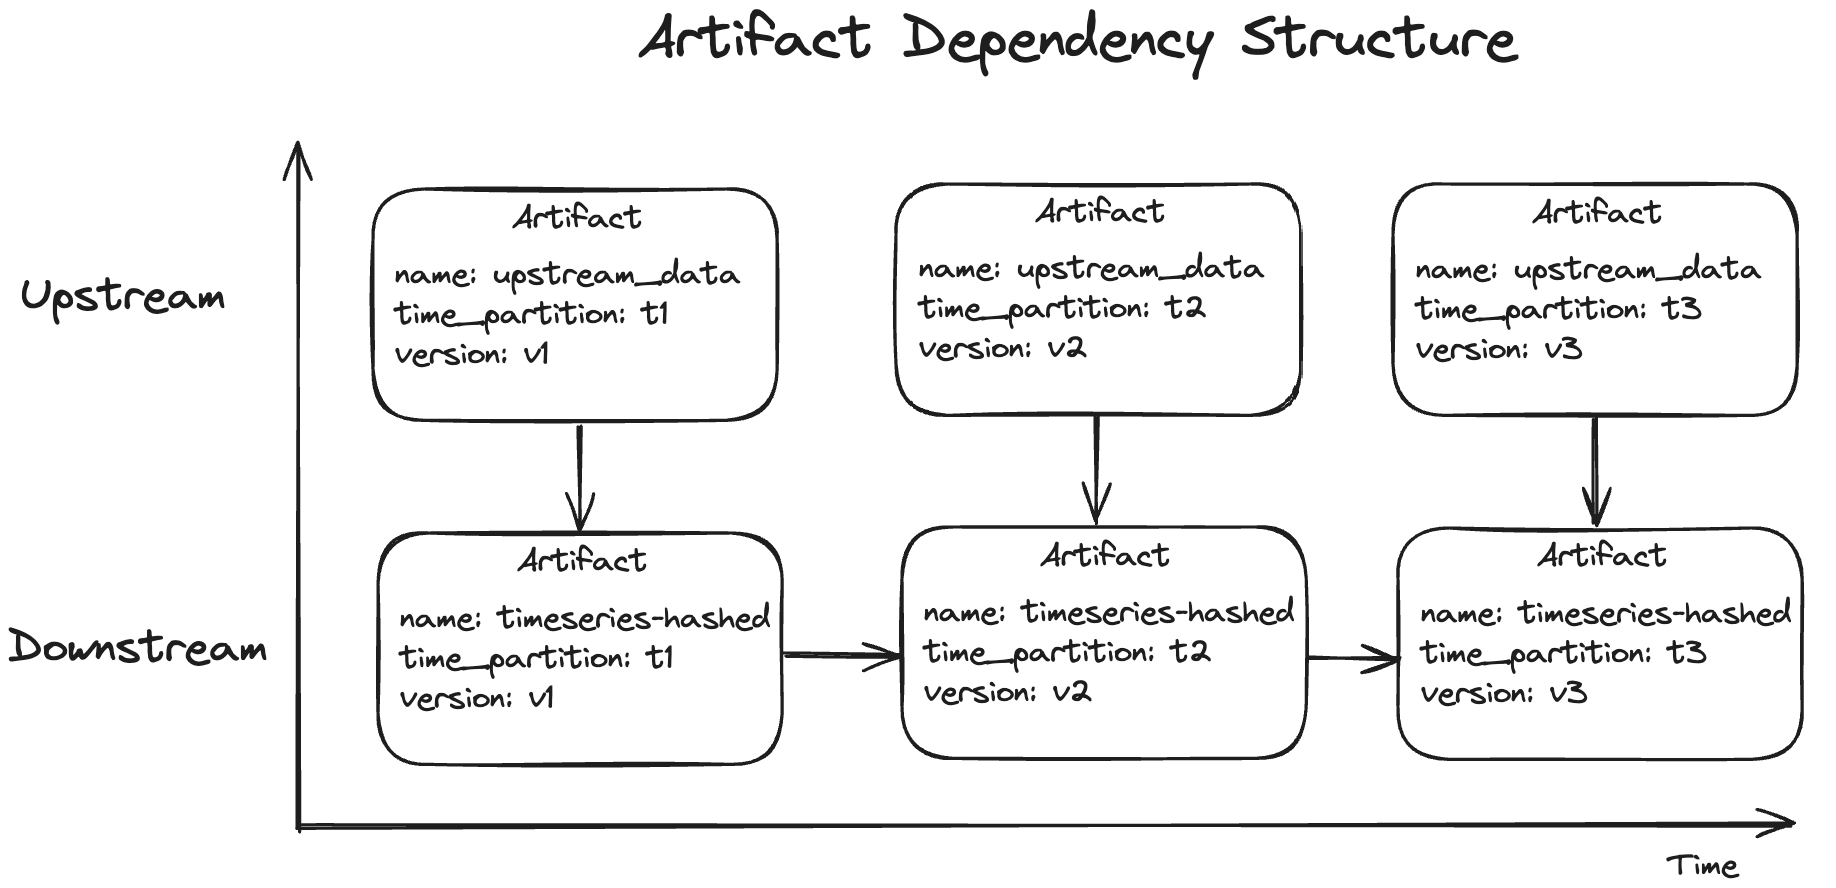 Artifact Dependency Structure
Upstream
Artifact
name: upstream_data
time_partition: t1
version: v1
Artifact
name: upstream_data
time_partition: t2
version: v2
Artifact
name: upstream_data
time_partition: t3
version: v3
Downstream
Artifact
name: timeseries-hashed
time_partition: t1
version: v1
Artifact
name: timeseries-hashed
time_partition: t2
version: v2
Artifact
name: timeseries-hashed
time_partition: t3
version: v3
Time